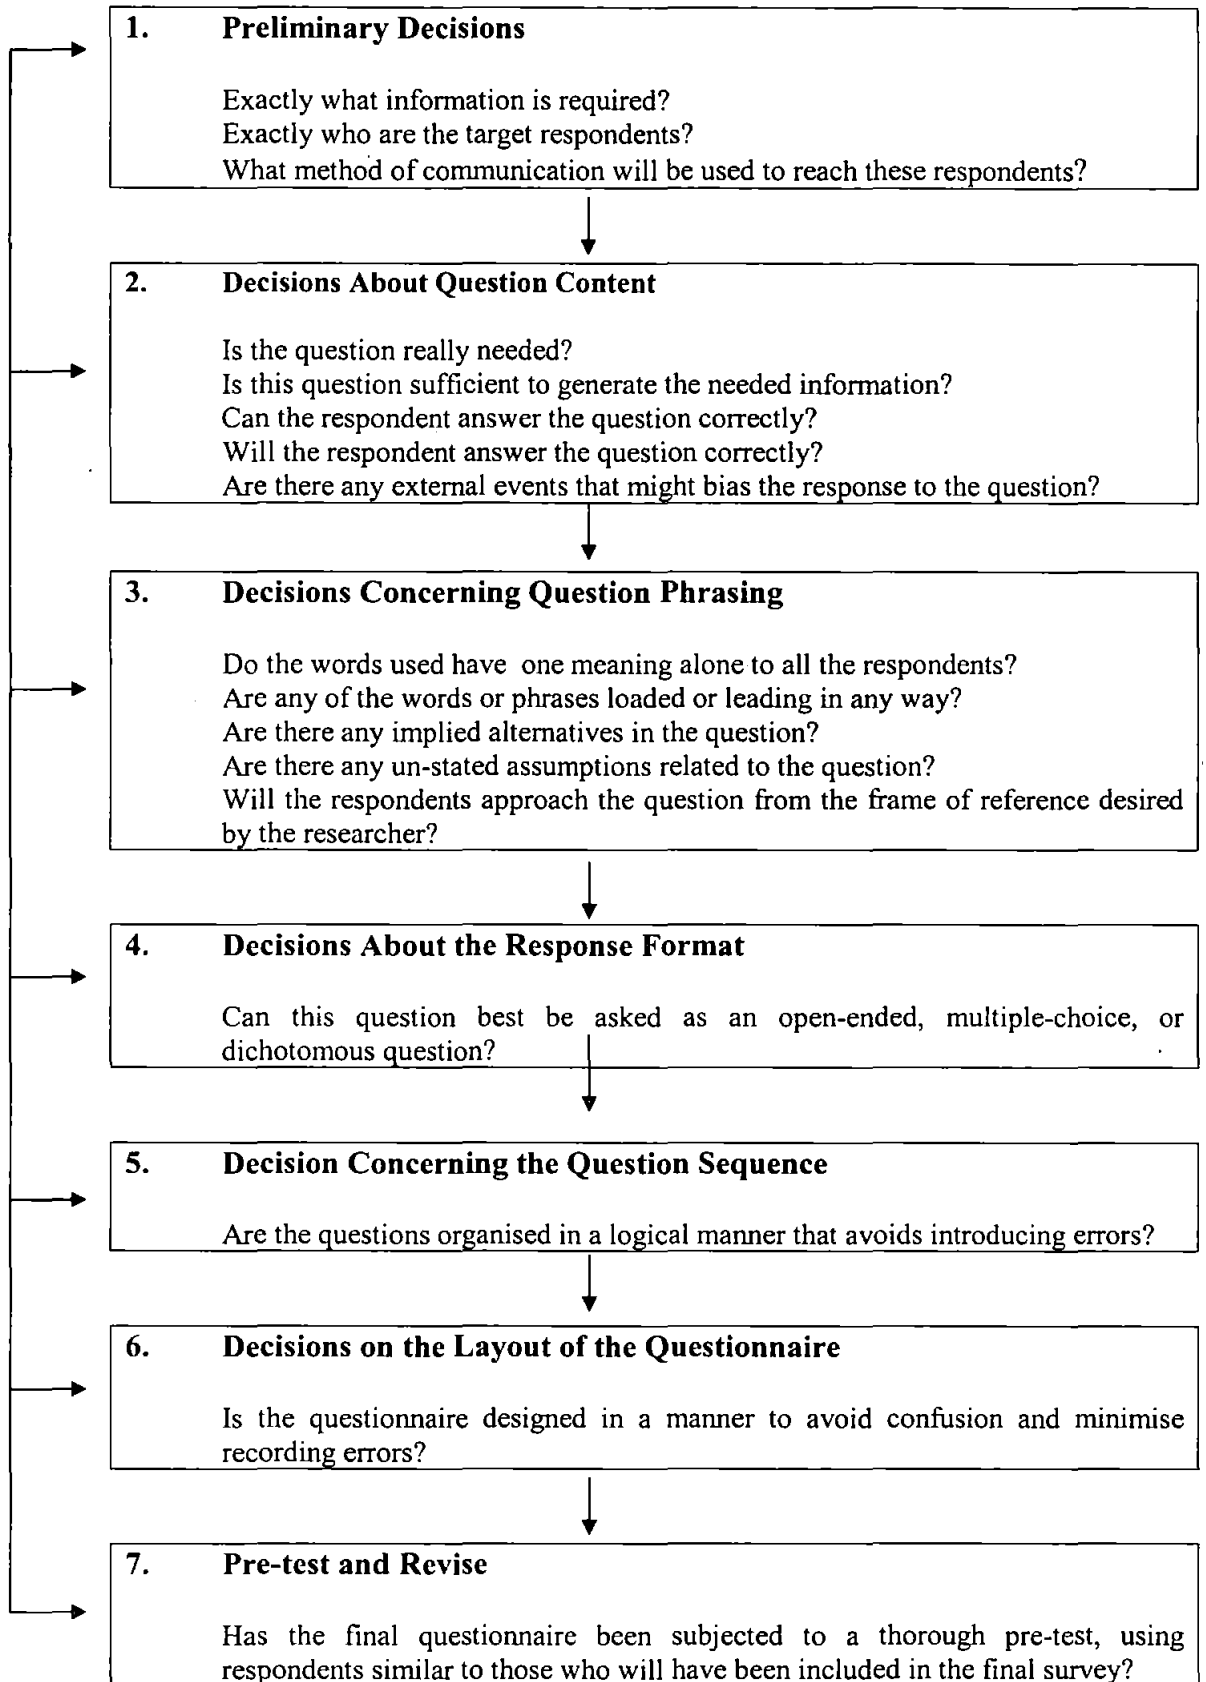 1. Preliminary Decisions
Exactly what information is required?
Exactly who are the target respondents?
What method of communication will be used to reach these respondents?
2. Decisions About Question Content
Is the question really needed?
Is this question sufficient to generate the needed information?
Can the respondent answer the question correctly?
Will the respondent answer the question correctly?
Are there any external events that might bias the response to the question?
3. Decisions Concerning Question Phrasing
Do the words used have one meaning alone to all the respondents?
Are any of the words or phrases loaded or leading in any way?
Are there any implied alternatives in the question?
Are there any un-stated assumptions related to the question?
Will the respondents approach the question from the frame of reference desired
by the researcher?
4. Decisions About the Response Format
Can this question best be asked as an open-ended, multiple-choice, or
dichotomous question?
5. Decision Concerning the Question Sequence
Are the questions organised in a logical manner that avoids introducing errors?
6. Decisions on the Layout of the Questionnaire
Is the questionnaire designed in a manner to avoid confusion and minimise
recording errors?
7. Pre-test and Revise
Has the final questionnaire been subjected to a thorough pre-test, using
respondents similar to those who will have been included in the final survey?